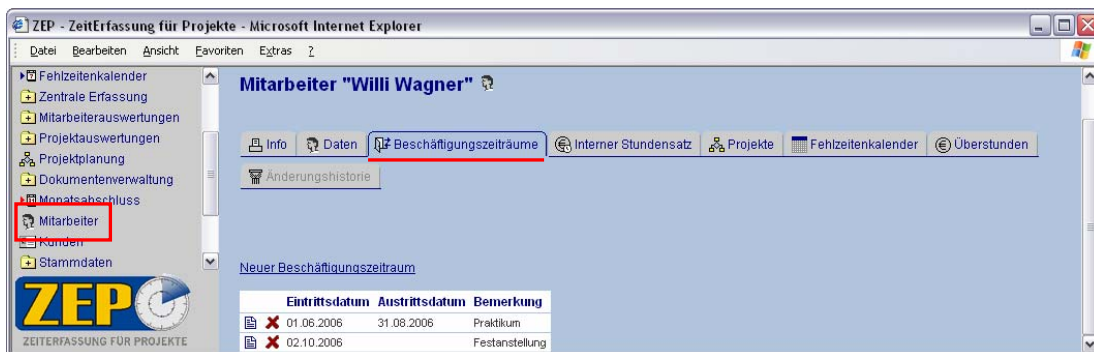 ZEP - ZeitErfassung für Projekte - Microsoft Internet Explorer
Datei Bearbeiten Ansicht Favoriten Extras ?
Fehlzeitenkalender
Zentrale Erfassung
Mitarbeiterauswertungen
Projektauswertungen
Projektplanung
Dokumentenverwaltung
Monatsabschluss
Mitarbeiter
Kunden
Stammdaten
ZEP
ZEITERFASSUNG FÜR PROJEKTE
Mitarbeiter "Willi Wagner"
Info Daten Beschäftigungszeiträume Interner Stundensatz Projekte Fehlzeitenkalender Überstunden
Änderungshistorie
Neuer Beschäftigungszeitraum
Eintrittsdatum Austrittsdatum Bemerkung
01.06.2006 31.08.2006 Praktikum
02.10.2006 Festanstellung